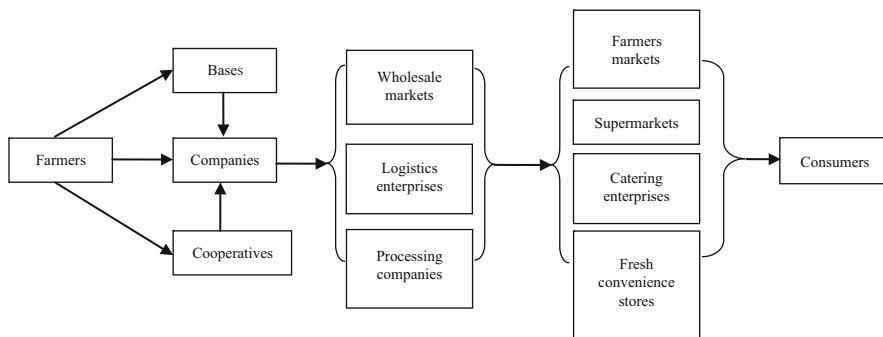 Bases
Farmers
Companies
Cooperatives
Wholesale
markets
Logistics
enterprises
Processing
companies
Farmers
markets
Supermarkets
Catering
enterprises
Fresh
convenience
stores
Consumers